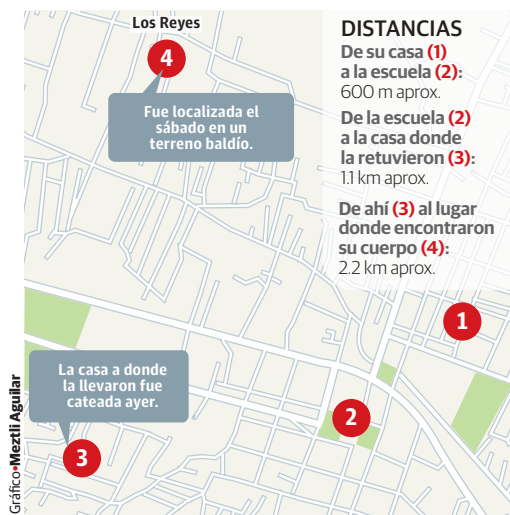 Los Reyes
4
Fue localizada el
sábado en un
terreno baldío.
DISTANCIAS
De su casa (1)
a la escuela (2):
600 m aprox.
De la escuela (2)
a la casa donde
la retuvieron (3):
1.1 km aprox.
De ahí (3) al lugar
donde encontraron
su cuerpo (4):
2.2 km aprox.
1
La casa a donde
la llevaron fue
cateada ayer.
2
3
Gráfico•Meztli Aguilar